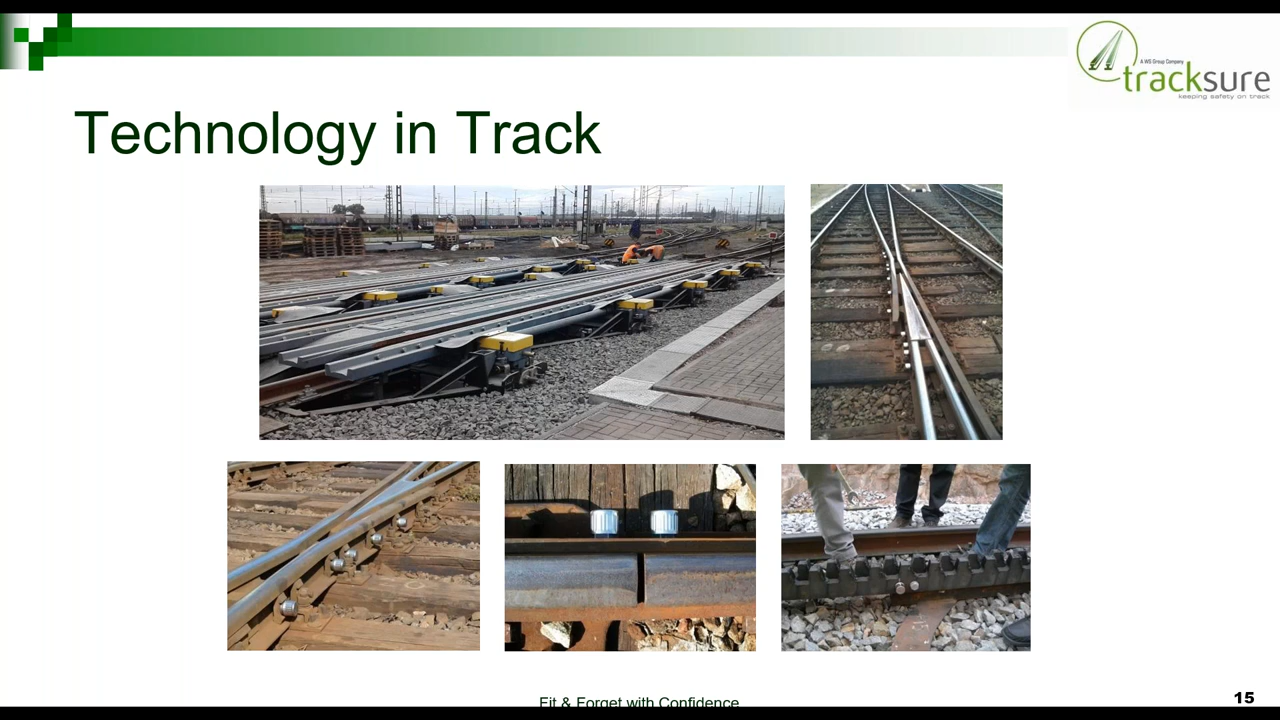 A WS Group Company
tracksure
keeping safety on track
Technology in Track
Fit & Forget with Confidence
15